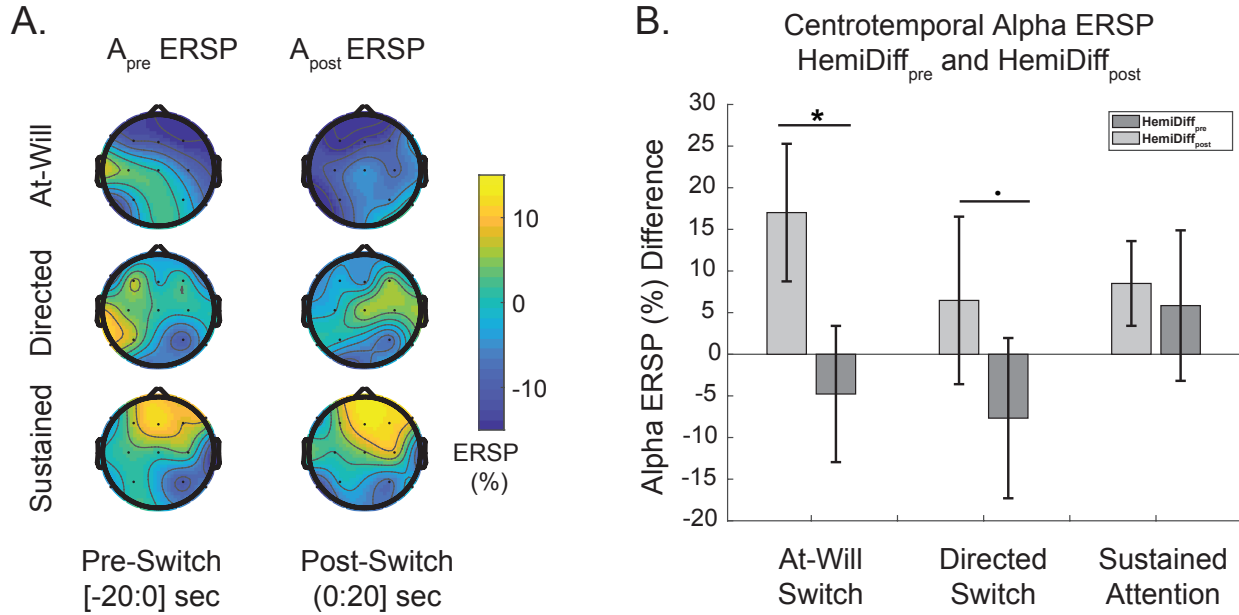 A.
A_pre ERSP
A_post ERSP
At-Will
Directed
Sustained
10
0
-10
ERSP
(%)
Pre-Switch
[-20:0] sec
Post-Switch
(0:20] sec
B.
Centrotemporal Alpha ERSP
HemiDiff_pre and HemiDiff_post
Alpha ERSP (%) Difference
30
25
20
15
10
5
0
-5
-10
-15
-20
*
•
HemiDiff_pre
HemiDiff_post
At-Will
Switch
Directed
Switch
Sustained
Attention